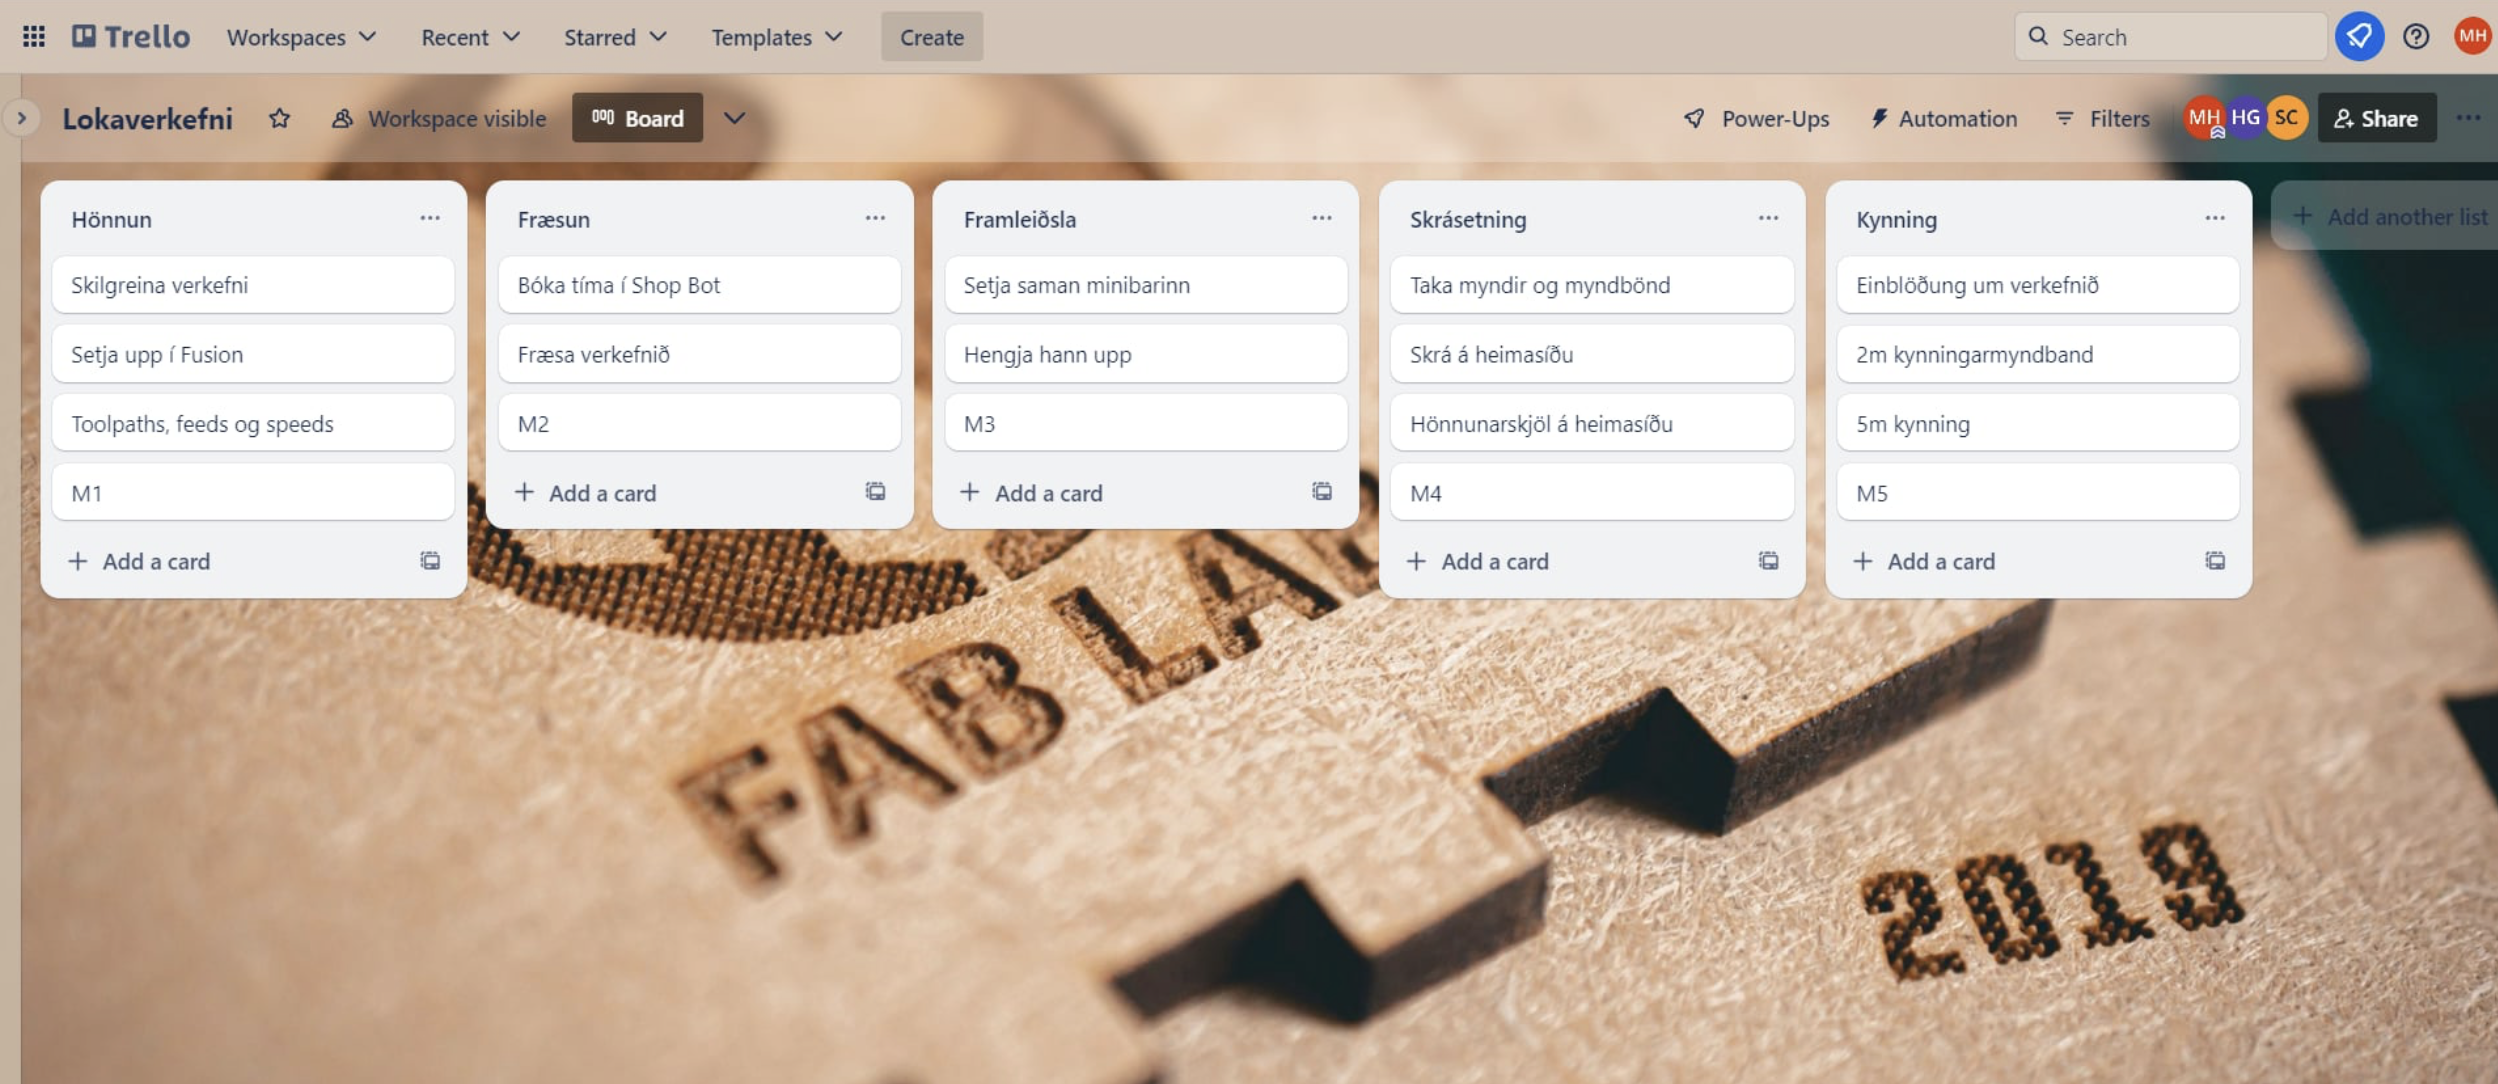 Trello Workspaces Recent Starred Templates Create Search MH
Lokaverkefni Workspace visible Board Power-Ups Automation Filters MH HG SC Share
Hönnun
Skilgreina verkefni
Setja upp í Fusion
Toolpaths, feeds og speeds
M1
+ Add a card
Fræsun
Bóka tíma í Shop Bot
Fræsa verkefnið
M2
+ Add a card
Framleiðsla
Setja saman minibarinn
Hengja hann upp
M3
+ Add a card
Skrásetning
Taka myndir og myndbönd
Skrá á heimasíðu
Hönnunarskjöl á heimasíðu
M4
+ Add a card
Kynning
Einblöðung um verkefnið
2m kynningarmyndband
5m kynning
M5
+ Add a card
+ Add another list
FAB LAB
2019